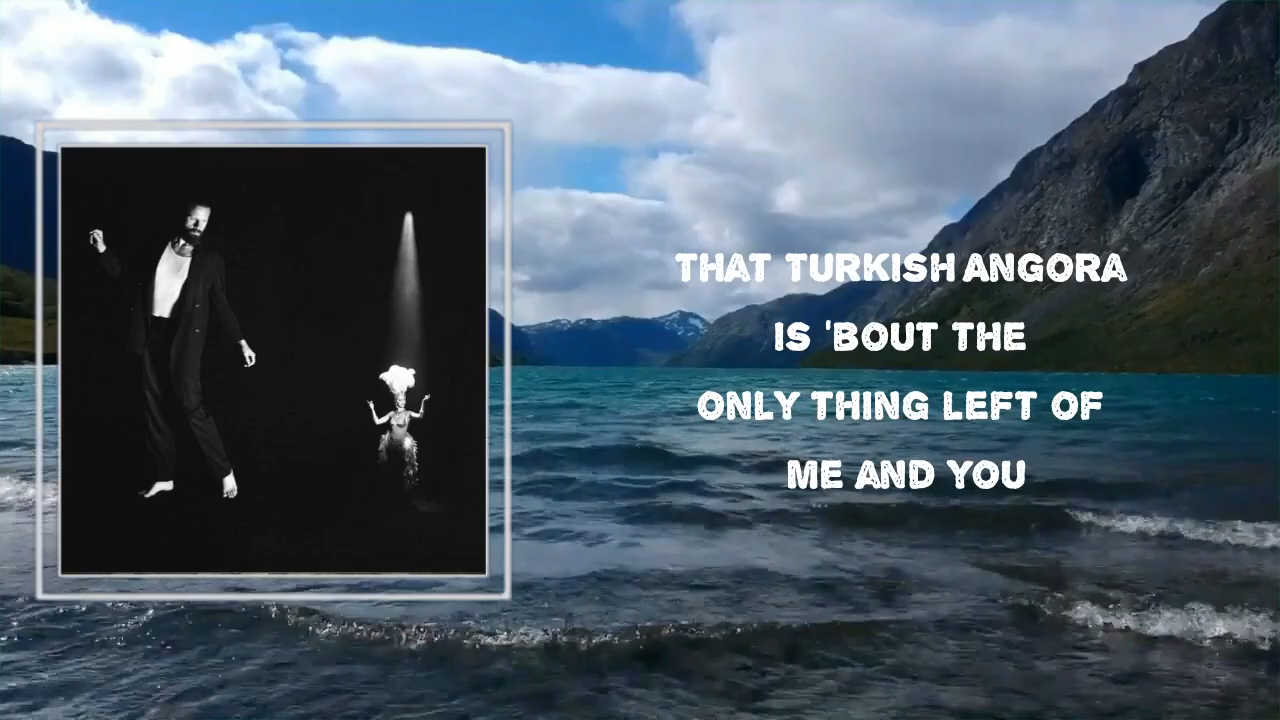 THAT TURKISH ANGORA
IS 'BOUT THE
ONLY THING LEFT OF
ME AND YOU